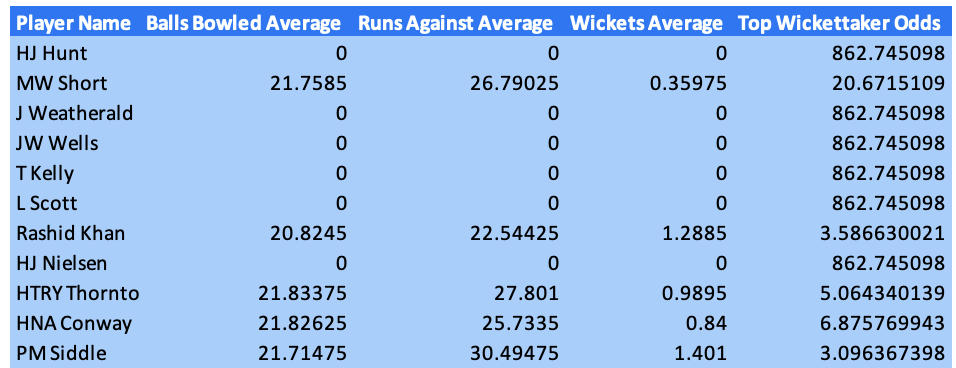 Player Name Balls Bowled Average Runs Against Average Wickets Average Top Wickettaker Odds
HJ Hunt 0 0 0 862.745098
MW Short 21.7585 26.79025 0.35975 20.6715109
J Weatherald 0 0 0 862.745098
JW Wells 0 0 0 862.745098
T Kelly 0 0 0 862.745098
L Scott 0 0 0 862.745098
Rashid Khan 20.8245 22.54425 1.2885 3.586630021
HJ Nielsen 0 0 0 862.745098
HTRY Thornto 21.83375 27.801 0.9895 5.064340139
HNA Conway 21.82625 25.7335 0.84 6.875769943
PM Siddle 21.71475 30.49475 1.401 3.096367398